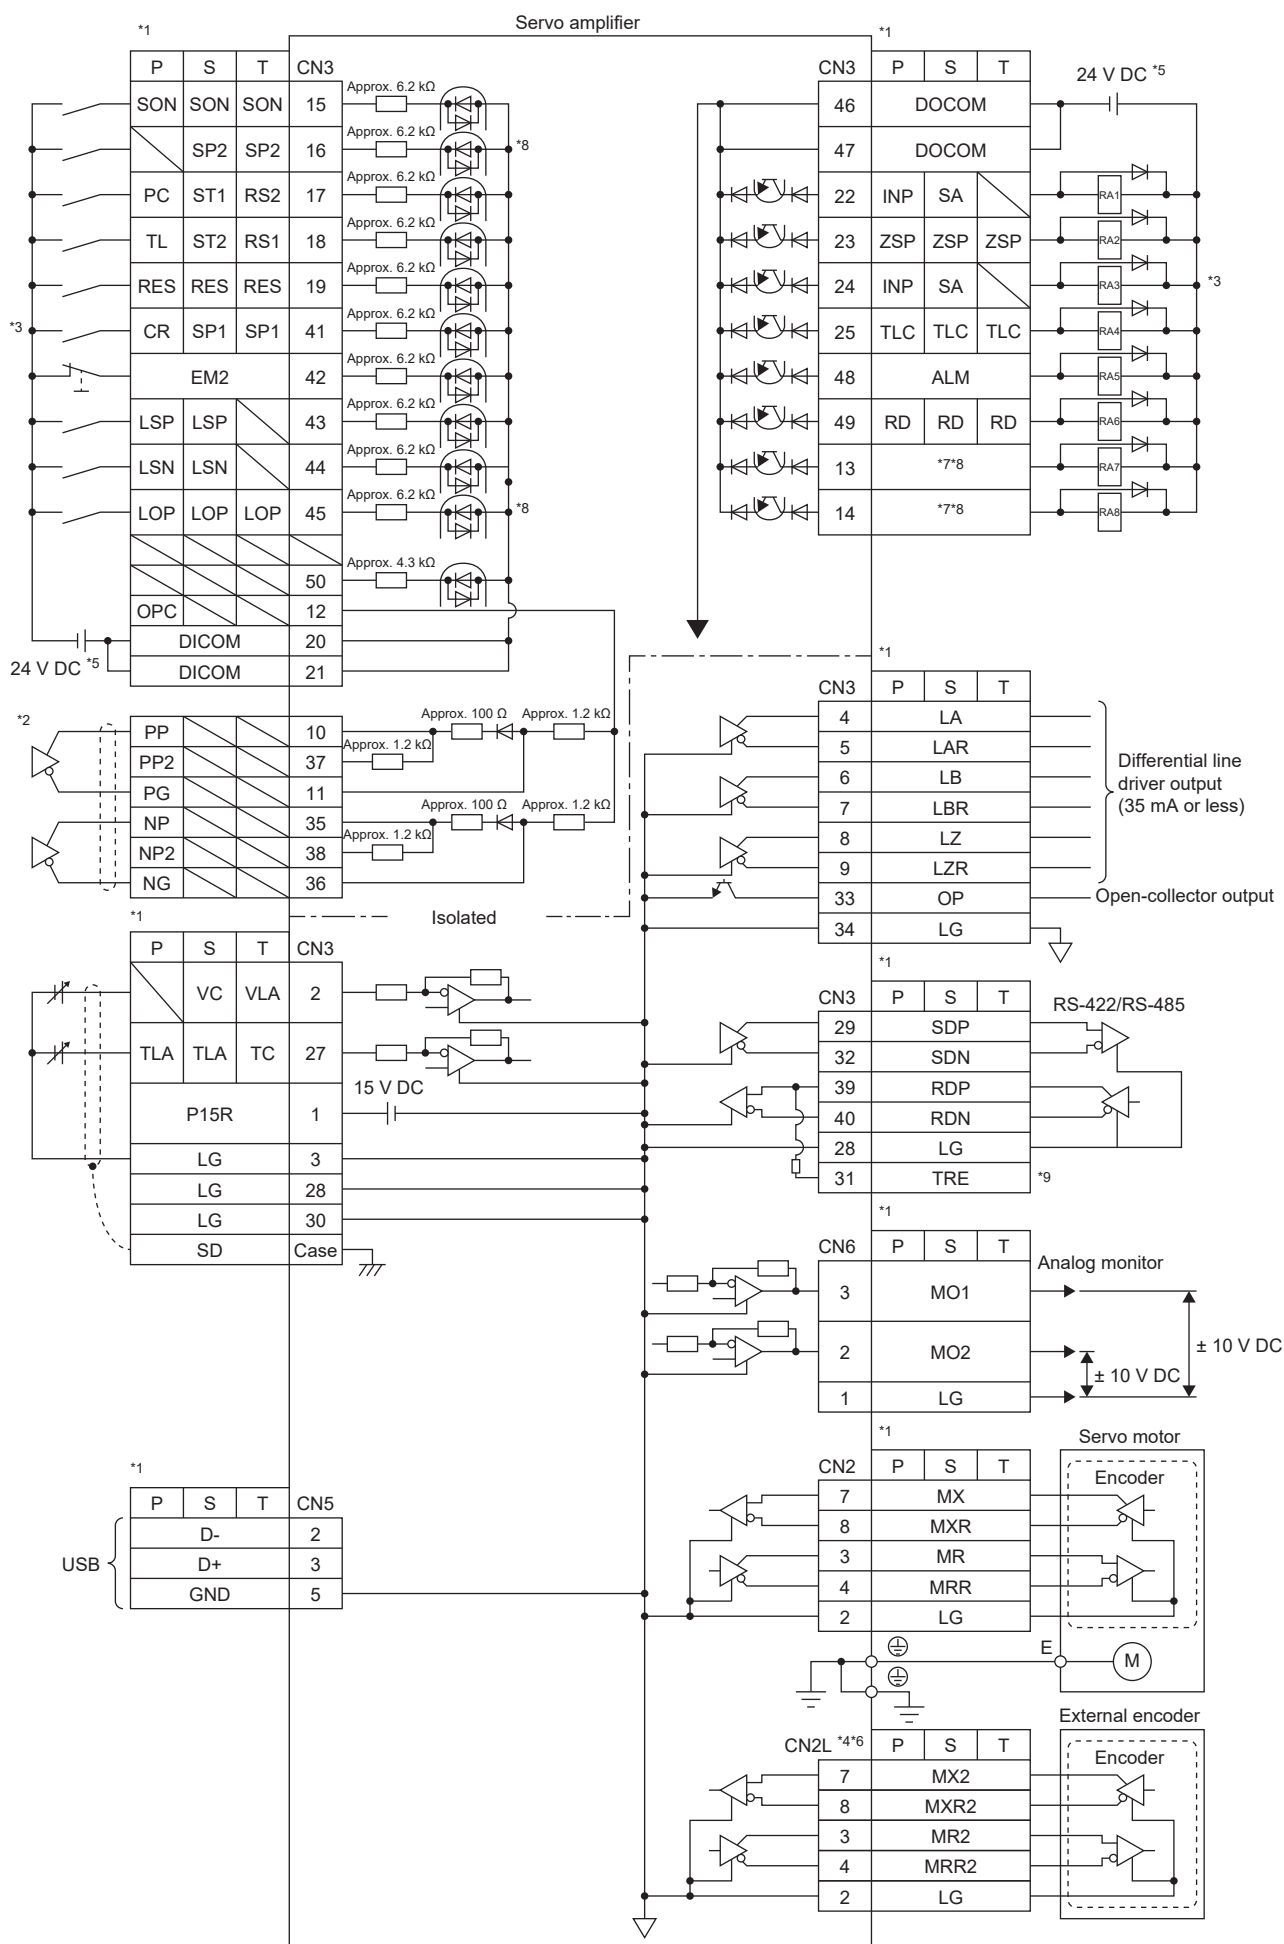 Servo amplifier
*1
P S T CN3
SON SON SON 15 Approx. 6.2 kΩ
SP2 SP2 16 Approx. 6.2 kΩ *8
PC ST1 RS2 17 Approx. 6.2 kΩ
TL ST2 RS1 18 Approx. 6.2 kΩ
RES RES RES 19 Approx. 6.2 kΩ
*3 CR SP1 SP1 41 Approx. 6.2 kΩ
EM2 42 Approx. 6.2 kΩ
LSP LSP 43 Approx. 6.2 kΩ
LSN LSN 44 Approx. 6.2 kΩ
LOP LOP LOP 45 Approx. 6.2 kΩ *8
50 Approx. 4.3 kΩ
OPC 12
DICOM 20
24 V DC *5
DICOM 21
*2
PP 10 Approx. 100 Ω Approx. 1.2 kΩ
PP2 37 Approx. 1.2 kΩ
PG 11
NP 35 Approx. 100 Ω Approx. 1.2 kΩ
NP2 38 Approx. 1.2 kΩ
NG 36
*1
Isolated
P S T CN3
VC VLA 2
TLA TLA TC 27
15 V DC
P15R 1
LG 3
LG 28
LG 30
SD Case
*1
P S T CN5
USB
D- 2
D+ 3
GND 5
*1
CN3 P S T
24 V DC *5
46 DOCOM
47 DOCOM
22 INP SA RA1
23 ZSP ZSP ZSP RA2
24 INP SA RA3 *3
25 TLC TLC TLC RA4
48 ALM RA5
49 RD RD RD RA6
13 *7*8 RA7
14 *7*8 RA8
*1
CN3 P S T
4 LA
5 LAR
6 LB
7 LBR
8 LZ
9 LZR
Differential line
driver output
(35 mA or less)
33 OP Open-collector output
34 LG
*1
CN3 P S T
RS-422/RS-485
29 SDP
32 SDN
39 RDP
40 RDN
28 LG
31 TRE *9
*1
CN6 P S T
Analog monitor
3 MO1
± 10 V DC
2 MO2
± 10 V DC
1 LG
*1
Servo motor
CN2 P S T
Encoder
7 MX
8 MXR
3 MR
4 MRR
2 LG
E
M
External encoder
CN2L *4*6 P S T
Encoder
7 MX2
8 MXR2
3 MR2
4 MRR2
2 LG